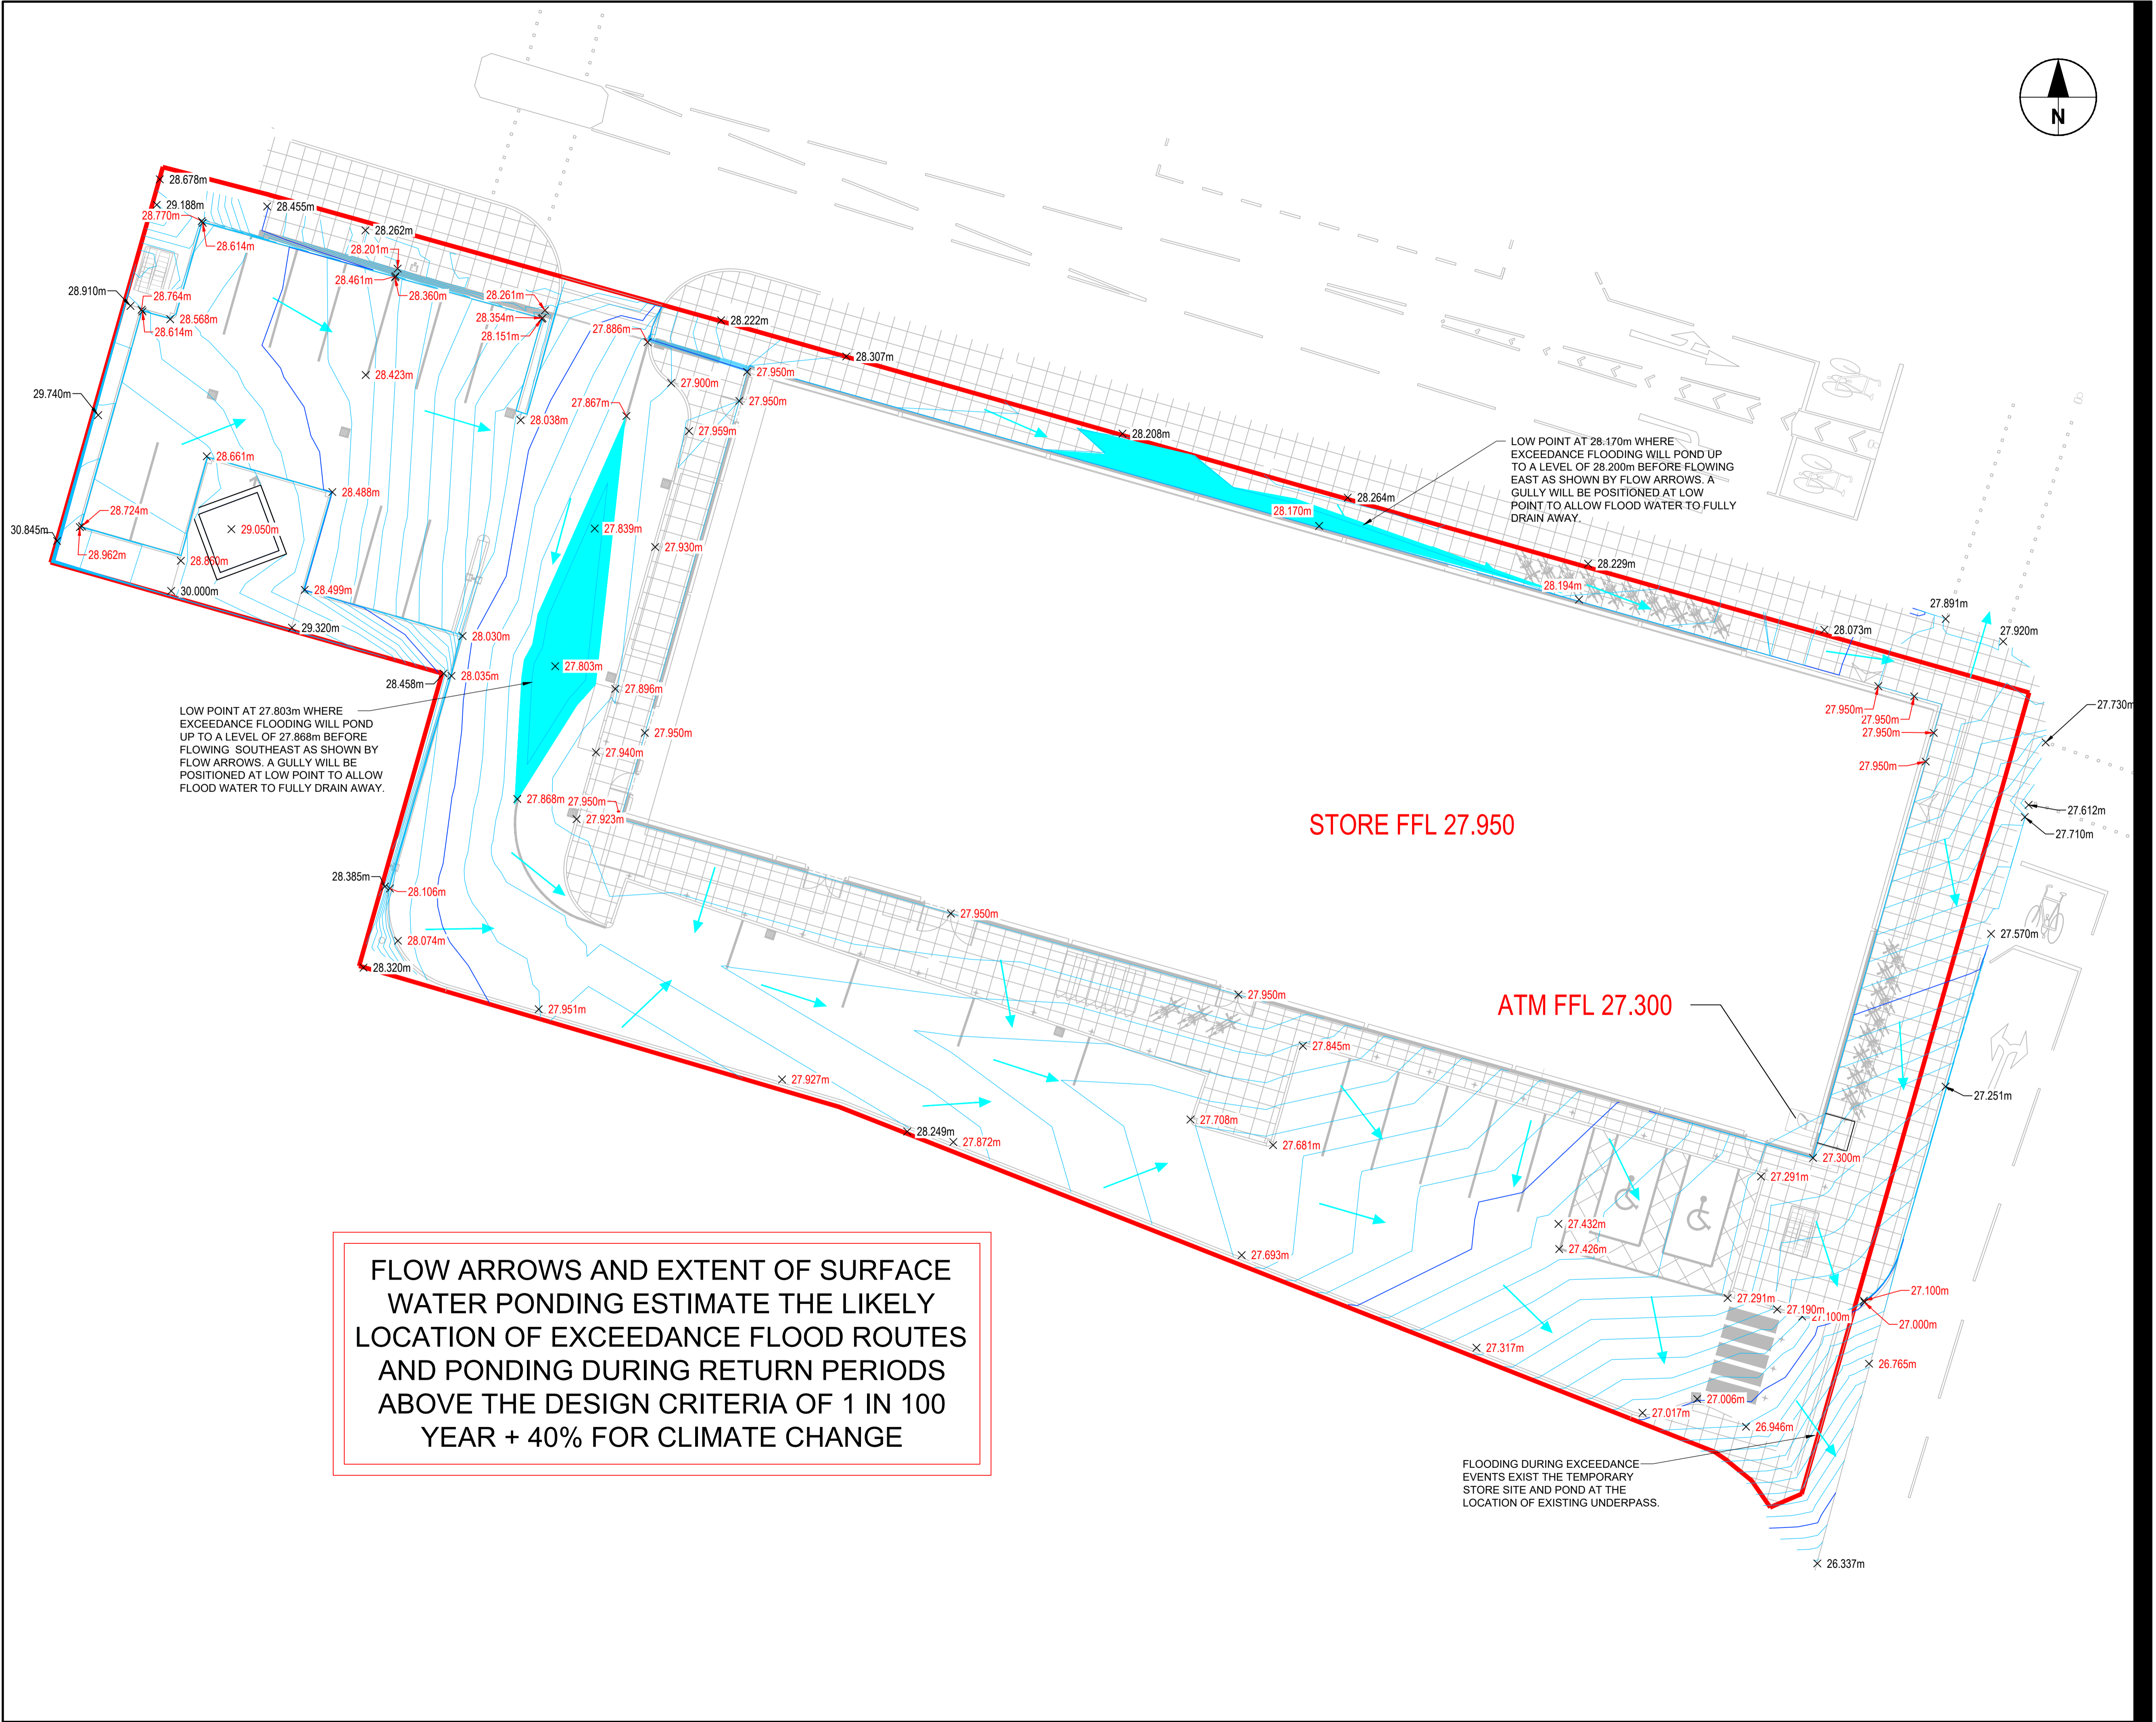 N
28.678m
29.188m
28.770m
28.455m
28.614m
28.262m
28.201m
28.461m
28.360m
28.910m
28.764m
28.568m
28.614m
28.261m
28.354m
28.151m
27.886m
28.222m
28.307m
28.423m
27.900m
27.950m
27.950m
29.740m
27.867m
28.038m
27.959m
28.208m
28.661m
28.488m
28.264m
28.170m
LOW POINT AT 28.170m WHERE
EXCEEDANCE FLOODING WILL POND UP
TO A LEVEL OF 28.200m BEFORE FLOWING
EAST AS SHOWN BY FLOW ARROWS. A
GULLY WILL BE POSITIONED AT LOW
POINT TO ALLOW FLOOD WATER TO FULLY
DRAIN AWAY.
28.724m
30.845m
29.050m
28.962m
28.860m
27.839m
27.930m
28.229m
28.194m
30.000m
28.499m
29.320m
28.030m
28.035m
28.458m
27.803m
27.896m
27.891m
27.920m
28.073m
27.950m
27.950m
27.950m
27.950m
27.730m
27.612m
27.710m
LOW POINT AT 27.803m WHERE
EXCEEDANCE FLOODING WILL POND
UP TO A LEVEL OF 27.868m BEFORE
FLOWING SOUTHEAST AS SHOWN BY
FLOW ARROWS. A GULLY WILL BE
POSITIONED AT LOW POINT TO ALLOW
FLOOD WATER TO FULLY DRAIN AWAY.
27.950m
27.940m
27.868m
27.950m
27.923m
STORE FFL 27.950
28.385m
28.106m
28.074m
28.320m
27.950m
27.570m
27.951m
27.950m
ATM FFL 27.300
27.845m
27.927m
27.251m
28.249m
27.872m
27.708m
27.681m
27.300m
27.291m
27.432m
27.426m
27.693m
27.291m
27.190m
27.100m
27.100m
27.000m
27.317m
26.765m
27.006m
27.017m
26.946m
FLOW ARROWS AND EXTENT OF SURFACE
WATER PONDING ESTIMATE THE LIKELY
LOCATION OF EXCEEDANCE FLOOD ROUTES
AND PONDING DURING RETURN PERIODS
ABOVE THE DESIGN CRITERIA OF 1 IN 100
YEAR + 40% FOR CLIMATE CHANGE
FLOODING DURING EXCEEDANCE
EVENTS EXIST THE TEMPORARY
STORE SITE AND POND AT THE
LOCATION OF EXISTING UNDERPASS.
26.337m